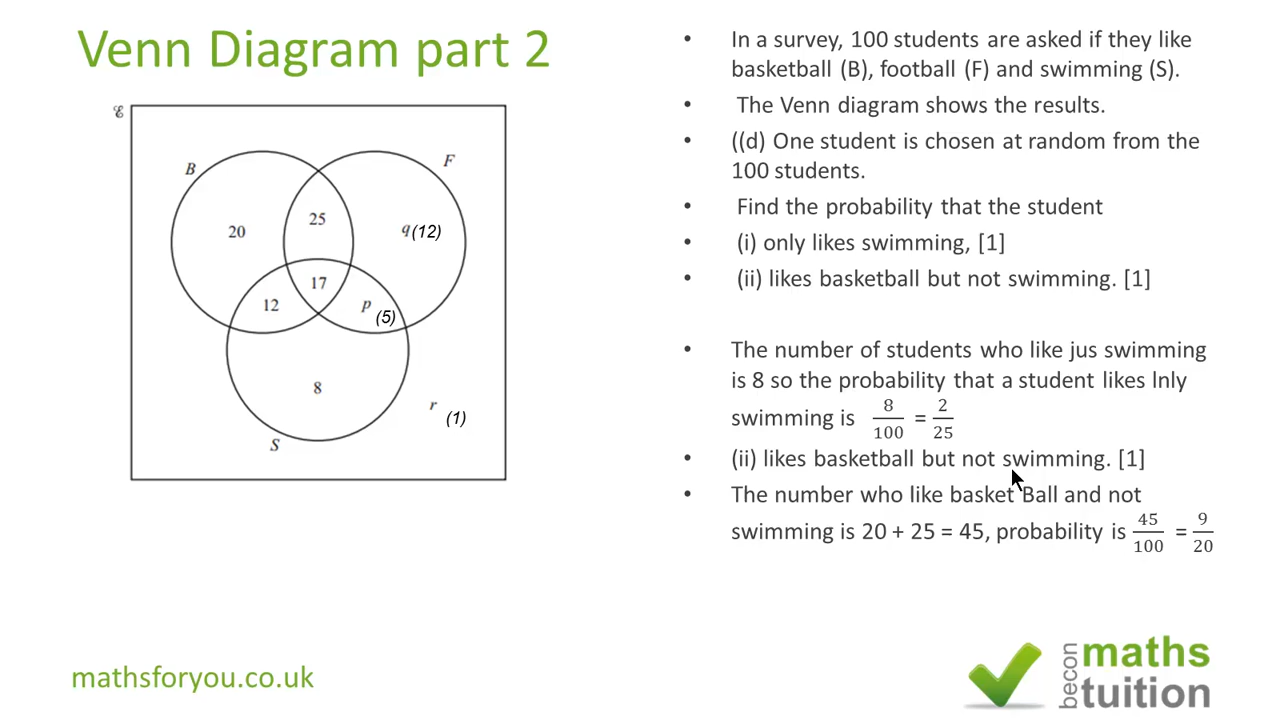 Venn Diagram part 2
ℰ
B
F
20
25
q (12)
17
12
p
(5)
8
r
(1)
S
mathsforyou.co.uk
• In a survey, 100 students are asked if they like
basketball (B), football (F) and swimming (S).
• The Venn diagram shows the results.
• ((d) One student is chosen at random from the
100 students.
• Find the probability that the student
• (i) only likes swimming, [1]
• (ii) likes basketball but not swimming. [1]
• The number of students who like jus swimming
is 8 so the probability that a student likes lnly
swimming is 8/100 = 2/25
• (ii) likes basketball but not swimming. [1]
• The number who like basket Ball and not
swimming is 20 + 25 = 45, probability is 45/100 = 9/20
becon
maths
tuition